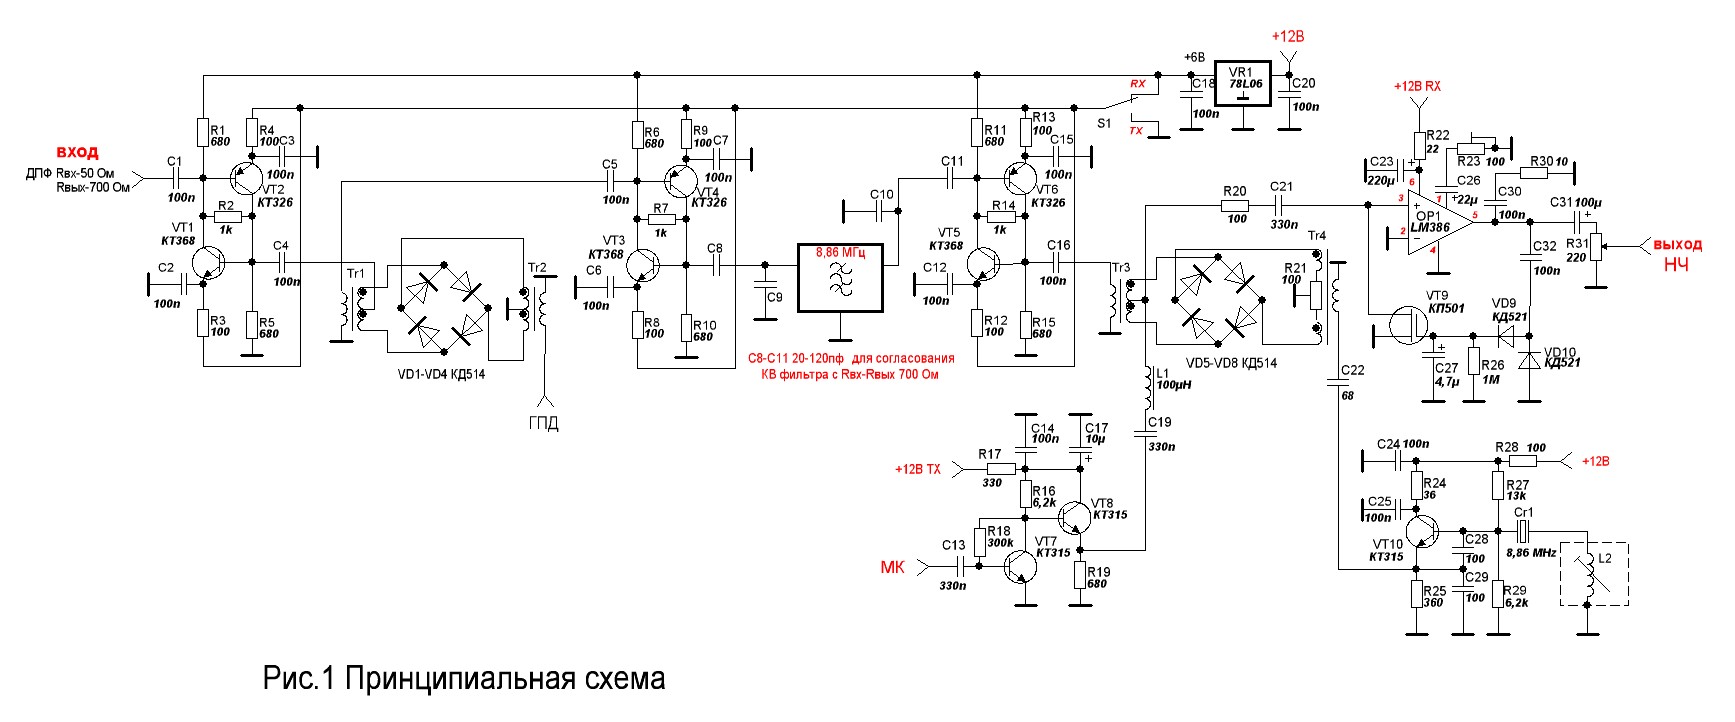 +12В
+6В
VR1
78L06
C18
100n
C20
100n
RX
S1
TX
ВХОД
ДПФ Rвх-50 Ом
Rвых-700 Ом
C1
100n
R1
680
R4
100
C3
100n
VT2
КТ326
R2
1k
VT1
КТ368
C2
100n
C4
100n
R3
100
R5
680
Tr1
VD1-VD4 КД514
Tr2
ГПД
C5
100n
R6
680
R9
100
C7
100n
VT4
КТ326
R7
1k
VT3
КТ368
C6
100n
C8
R8
100
R10
680
C9
8,86 МГц
C10
C8-C11 20-120пф для согласования
КВ фильтра с Rвх-Rвых 700 Ом
C11
100n
R11
680
R13
100
C15
100n
VT6
КТ326
R14
1k
VT5
КТ368
C12
100n
C16
100n
R12
100
R15
680
Tr3
VD5-VD8 КД514
Tr4
R21
100
R20
100
C21
330n
L1
100μH
C19
330n
C22
68
+12В RX
R22
22
C23
220μ
+
R23
100
R30 10
C26
+
22μ
C30
100n
C31 100μ
+
6
3
1
+
OP1
LM386
5
2
-
4
R31
220
ВЫХОД
НЧ
C32
100n
VT9
КП501
VD9
КД521
VD10
КД521
+
C27
4,7μ
R26
1M
C14
100n
C17
10μ
+
+12В TX
R17
330
R16
6,2k
VT8
КТ315
R18
300k
VT7
КТ315
МК
C13
330n
R19
680
C24 100n
R28 100
+12В
R24
36
R27
13k
C25
100n
VT10
КТ315
C28
100
Cr1
8,86 MHz
L2
C29
100
R25
360
R29
6,2k
Рис.1 Принципиальная схема